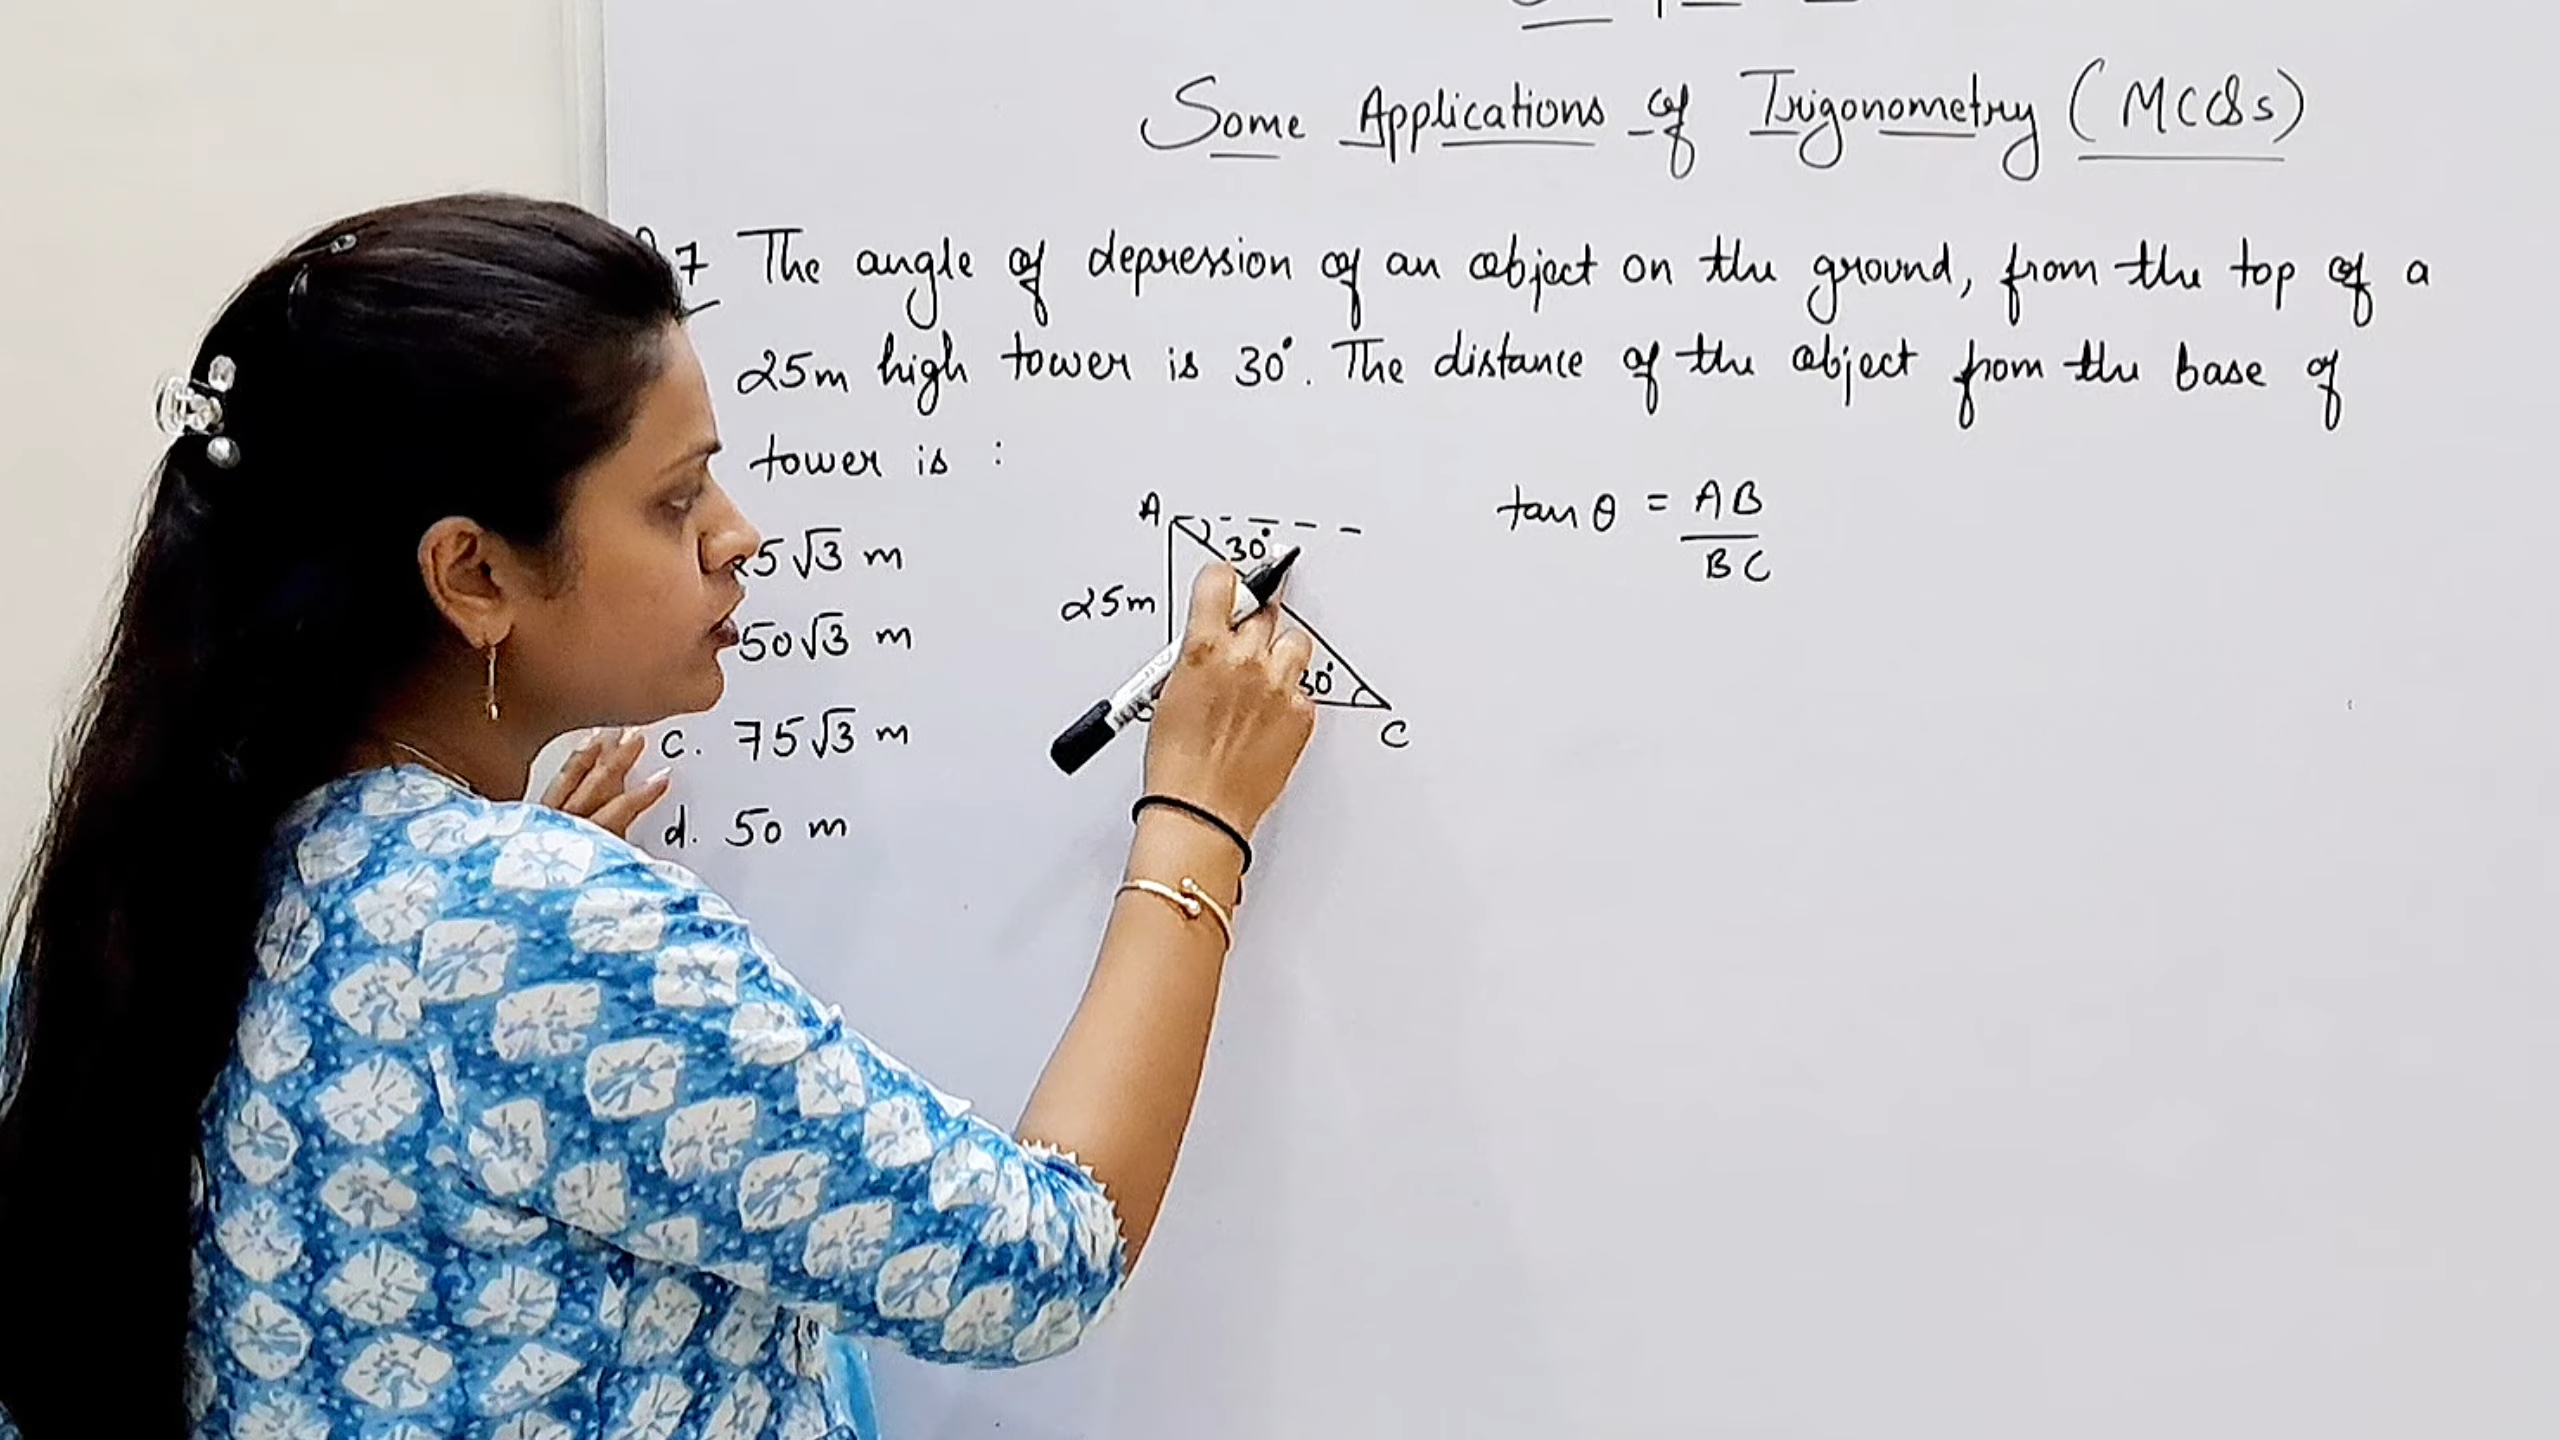 Some Applications of Trigonometry (MCQs)
7 The angle of depression of an object on the ground, from the top of a
25m high tower is 30°. The distance of the object from the base of
tower is :
5√3 m
50√3 m
c. 75√3 m
d. 50 m
A
30°
25m
30°
C
tan θ = AB
BC